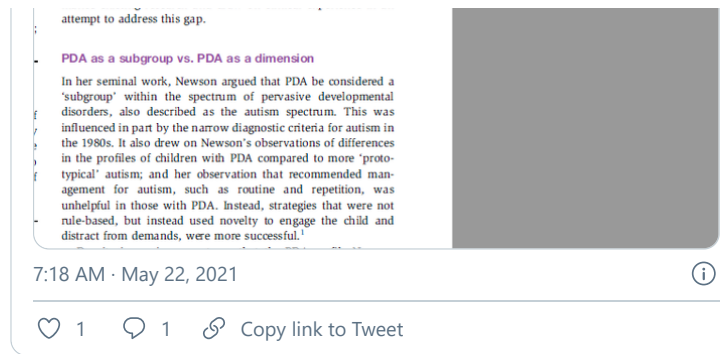 attempt to address this gap.
PDA as a subgroup vs. PDA as a dimension
In her seminal work, Newson argued that PDA be considered a
'subgroup' within the spectrum of pervasive developmental
disorders, also described as the autism spectrum. This was
influenced in part by the narrow diagnostic criteria for autism in
the 1980s. It also drew on Newson's observations of differences
in the profiles of children with PDA compared to more 'proto-
typical' autism; and her observation that recommended man-
agement for autism, such as routine and repetition, was
unhelpful in those with PDA. Instead, strategies that were not
rule-based, but instead used novelty to engage the child and
distract from demands, were more successful.1
7:18 AM · May 22, 2021
1 1 Copy link to Tweet